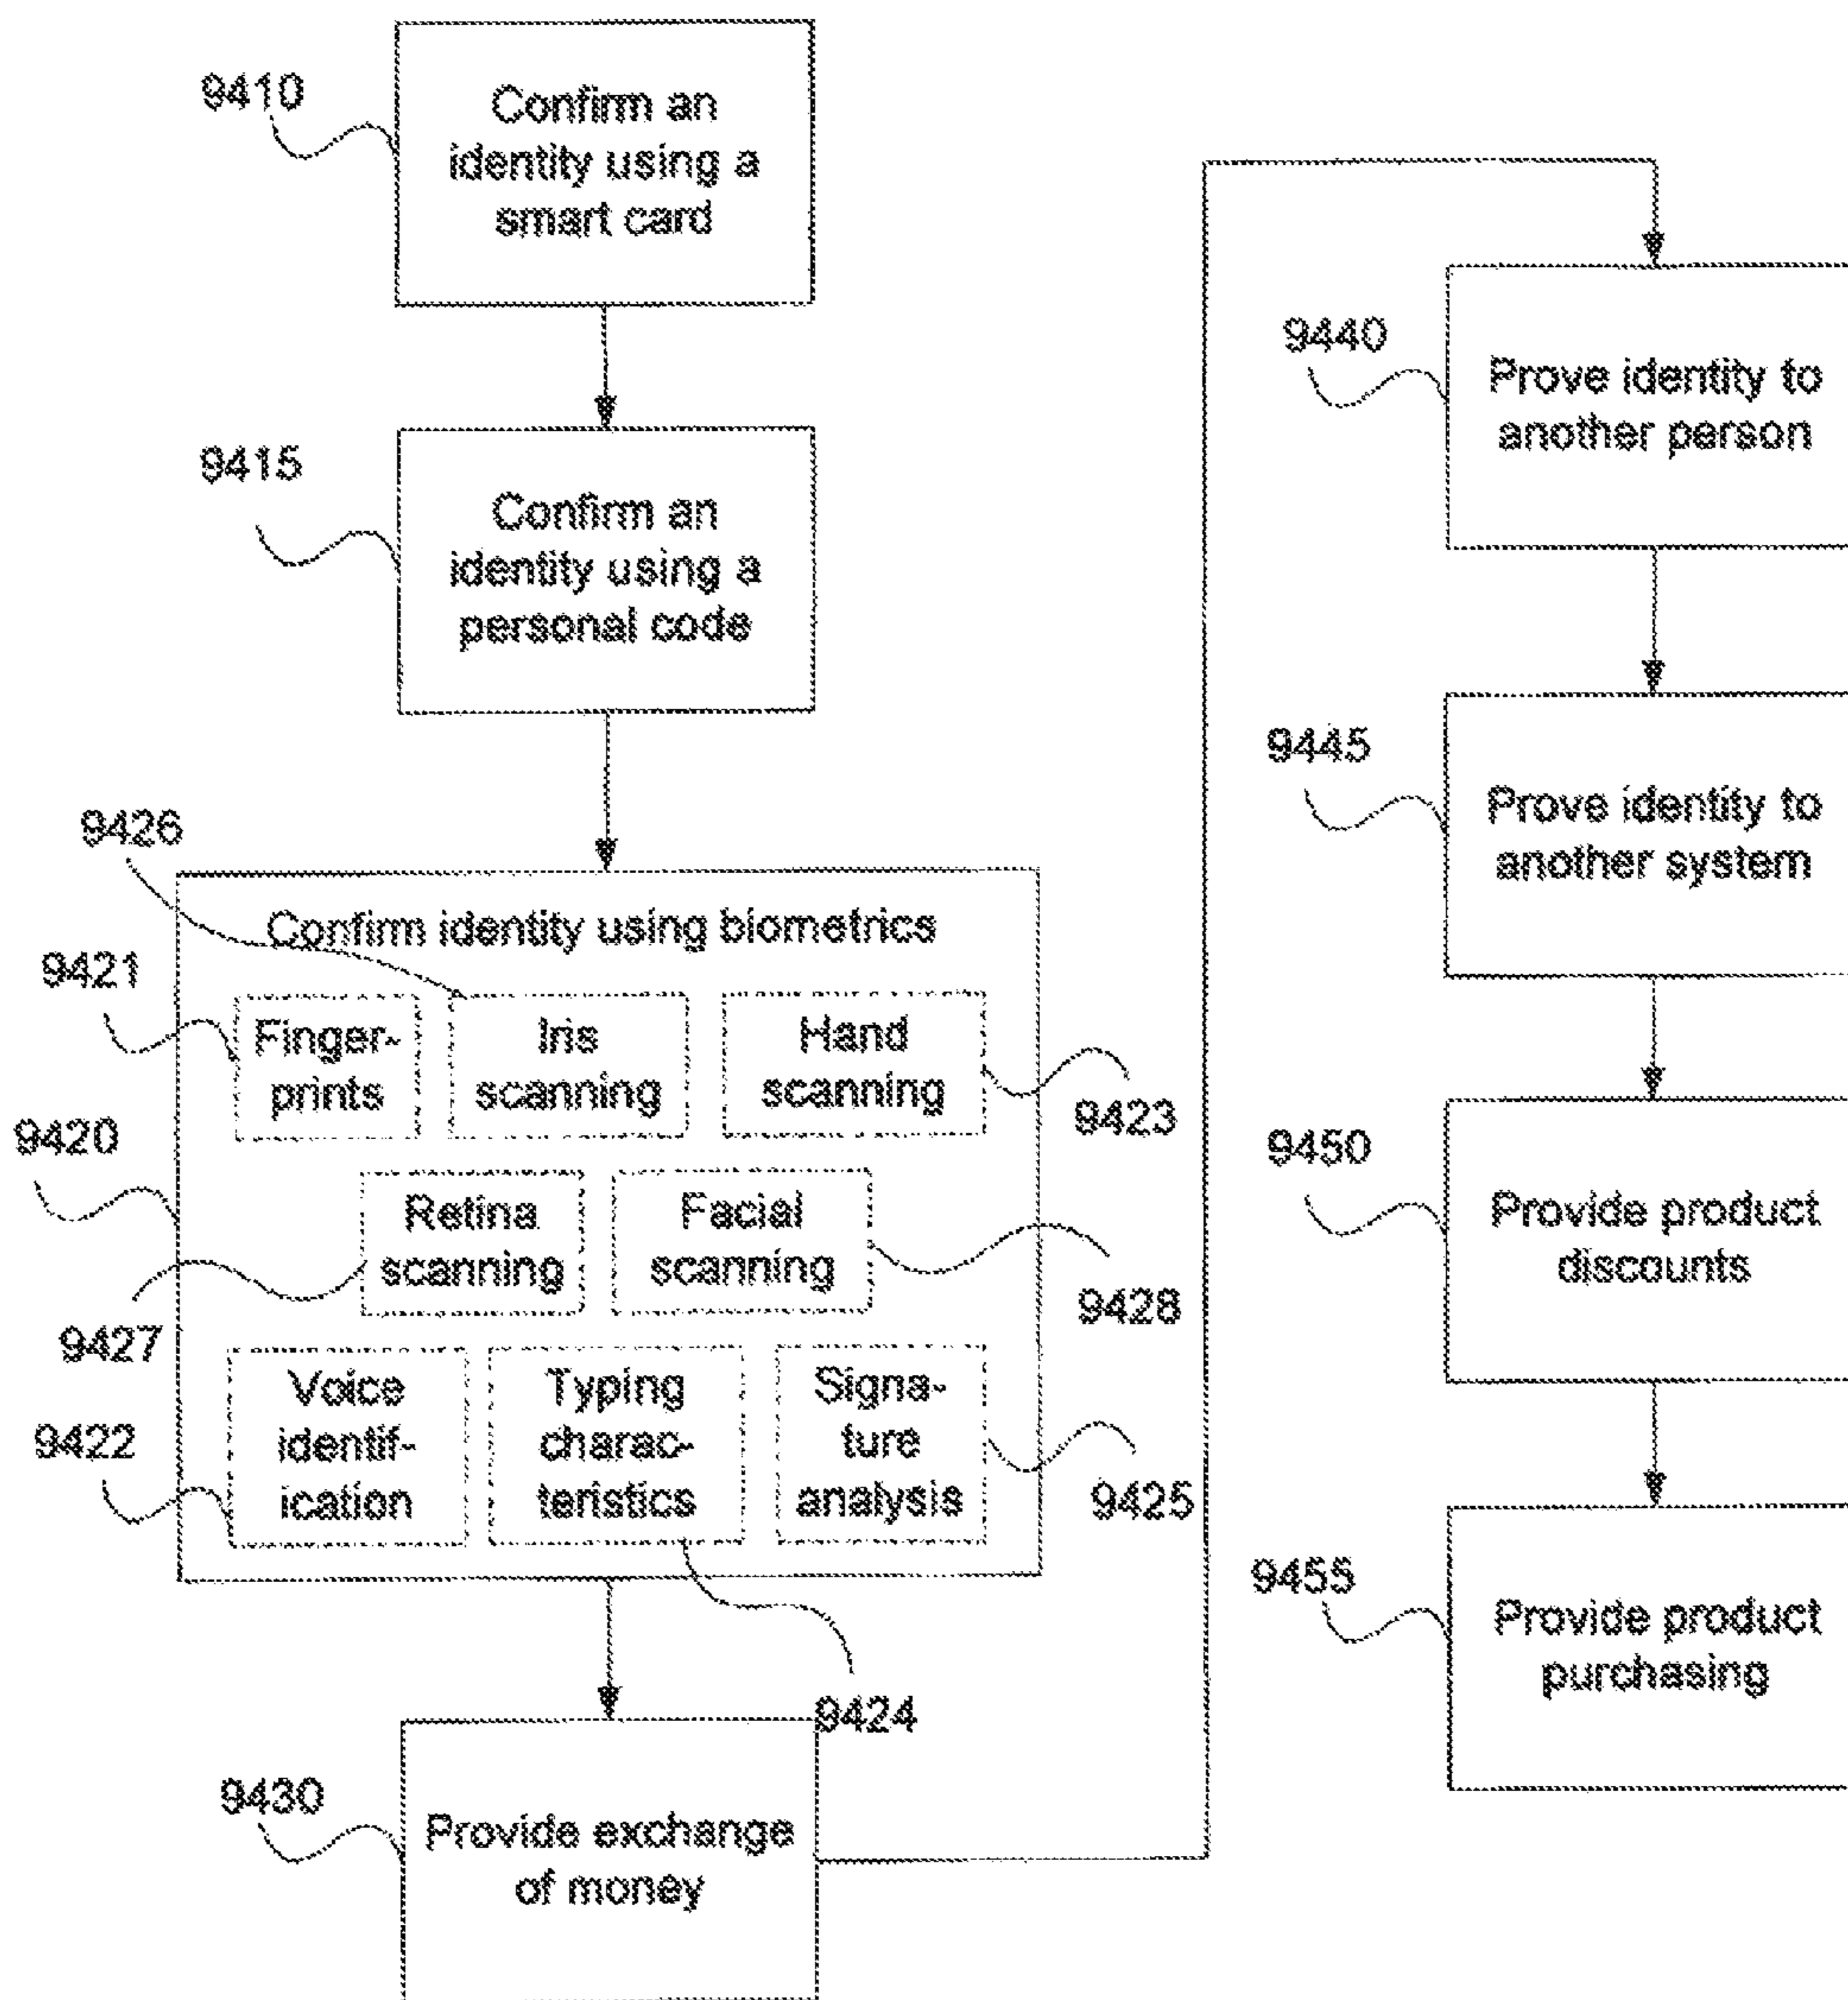 9410
Confirm an
identity using a
smart card
9415
Confirm an
identity using a
personal code
9426
Confirm identity using biometrics
9421
Finger-
prints
Iris
scanning
Hand
scanning
9423
9420
Retina
scanning
Facial
scanning
9427
9428
Voice
identif-
ication
Typing
charac-
teristics
Signa-
ture
analysis
9422
9425
9424
9430
Provide exchange
of money
9440
Prove identity to
another person
9445
Prove identity to
another system
9450
Provide product
discounts
9455
Provide product
purchasing